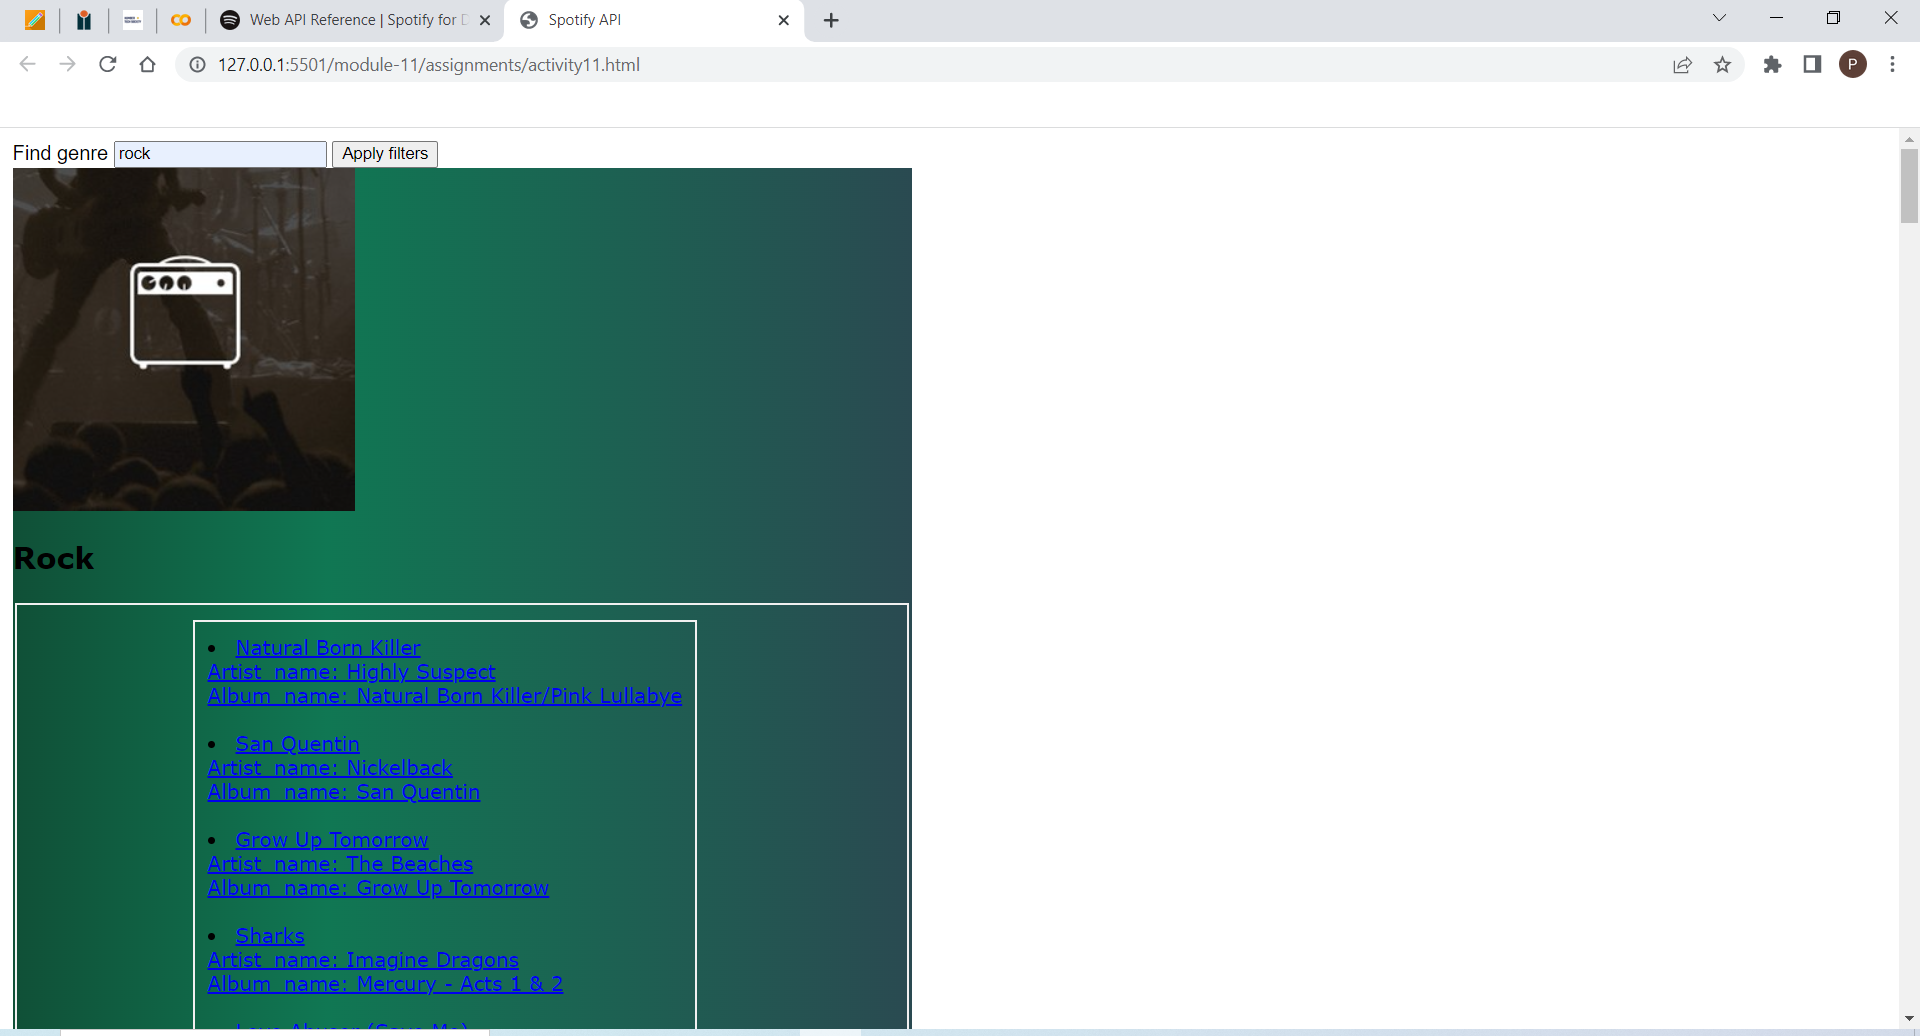 Web API Reference | Spotify for
Spotify API
127.0.0.1:5501/module-11/assignments/activity11.html
P
Find genre rock Apply filters
Rock
Natural Born Killer
Artist_name: Highly Suspect
Album_name: Natural Born Killer/Pink Lullabye
San Quentin
Artist_name: Nickelback
Album_name: San Quentin
Grow Up Tomorrow
Artist_name: The Beaches
Album_name: Grow Up Tomorrow
Sharks
Artist_name: Imagine Dragons
Album_name: Mercury - Acts 1 & 2